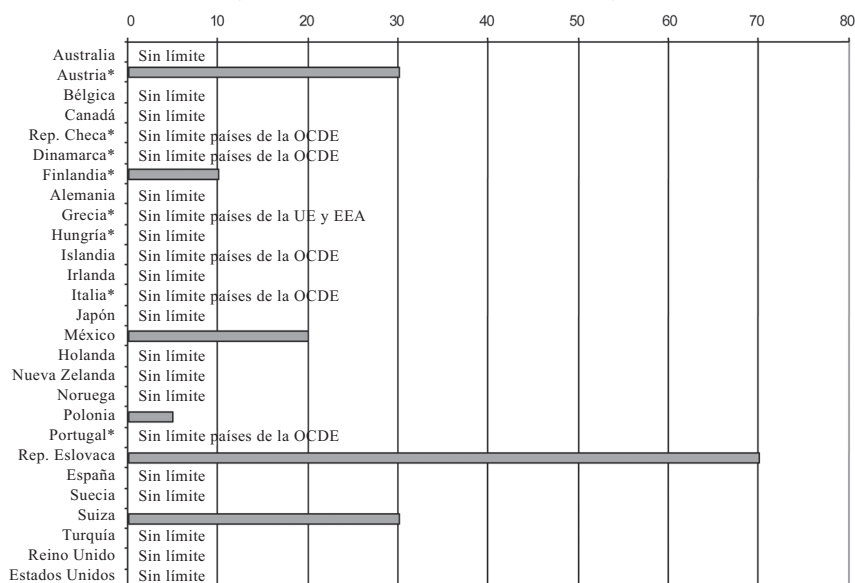 0 10 20 30 40 50 60 70 80
Australia Sin límite
Austria*
Bélgica Sin límite
Canadá Sin límite
Rep. Checa* Sin límite países de la OCDE
Dinamarca* Sin límite países de la OCDE
Finlandia*
Alemania Sin límite
Grecia* Sin límite países de la UE y EEA
Hungría* Sin límite
Islandia Sin límite países de la OCDE
Irlanda Sin límite
Italia* Sin límite países de la OCDE
Japón Sin límite
México
Holanda Sin límite
Nueva Zelanda Sin límite
Noruega Sin límite
Polonia
Portugal* Sin límite países de la OCDE
Rep. Eslovaca
España Sin límite
Suecia Sin límite
Suiza
Turquía Sin límite
Reino Unido Sin límite
Estados Unidos Sin límite